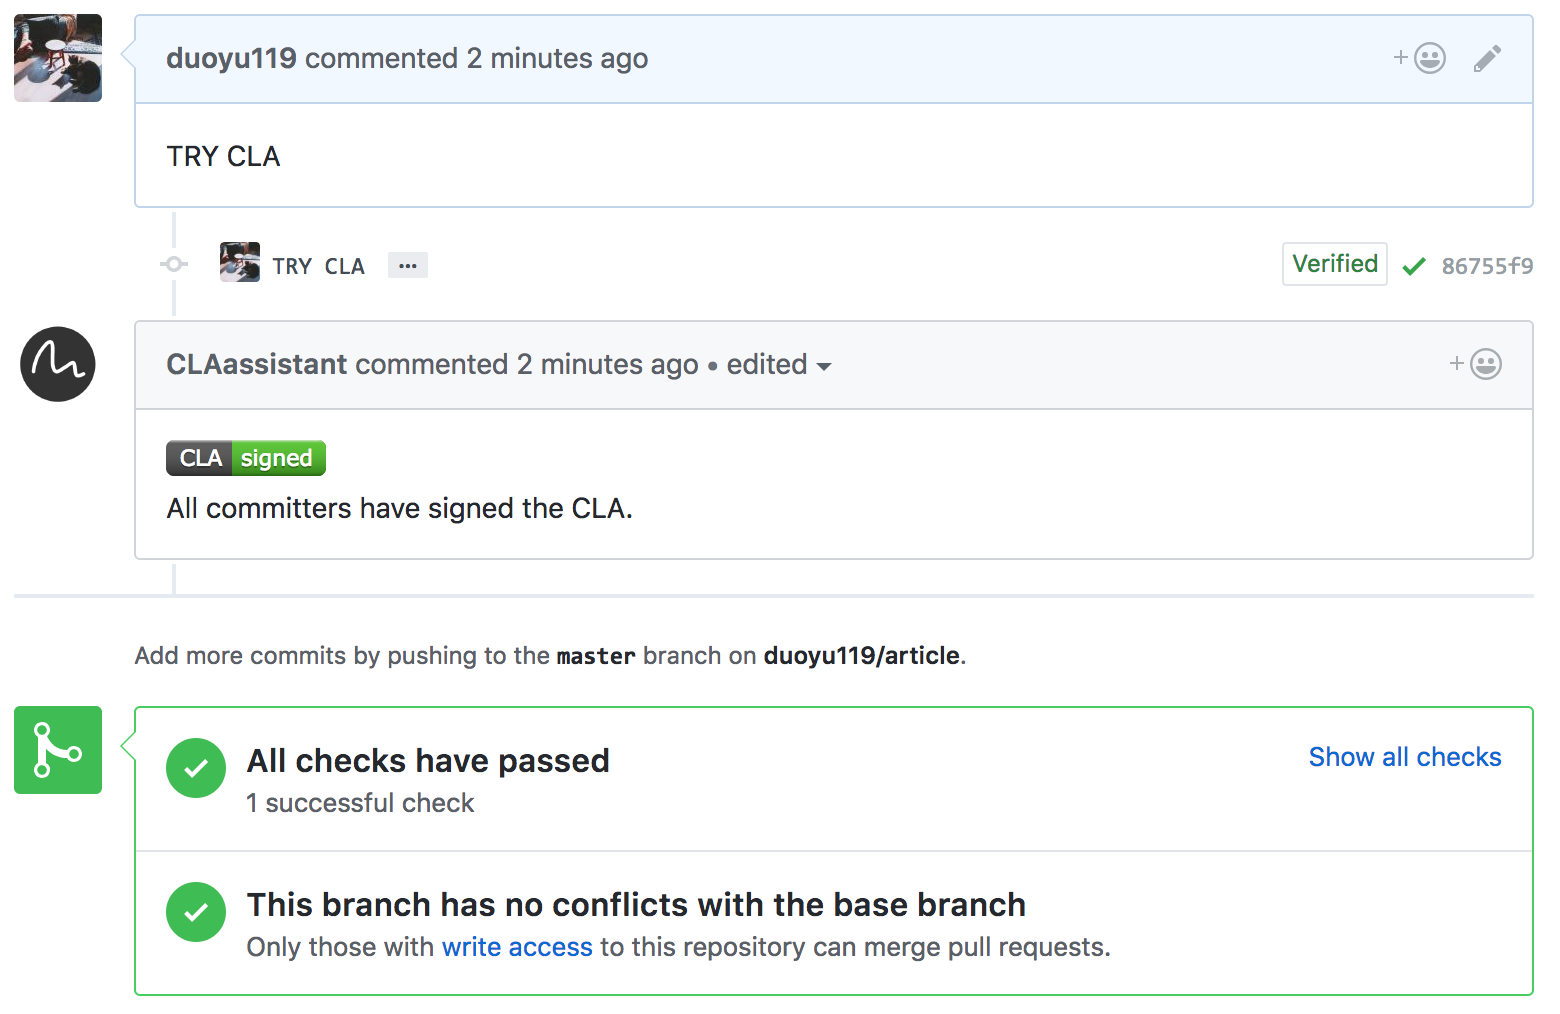 duoyu119 commented 2 minutes ago
TRY CLA
TRY CLA ... Verified 86755f9
CLAassistant commented 2 minutes ago • edited
CLA signed
All committers have signed the CLA.
Add more commits by pushing to the master branch on duoyu119/article.
All checks have passed Show all checks
1 successful check
This branch has no conflicts with the base branch
Only those with write access to this repository can merge pull requests.